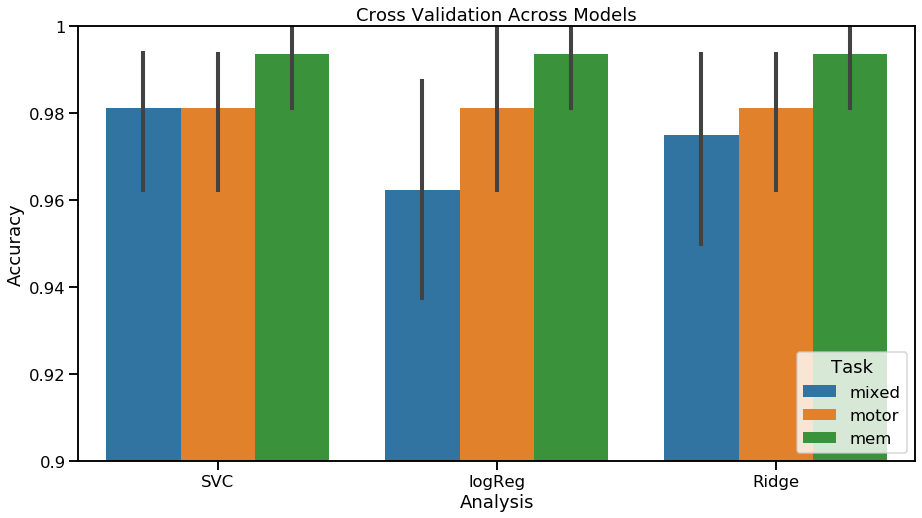 Cross Validation Across Models
1
0.98
0.96
0.94
0.92
0.9
Accuracy
SVC
logReg
Ridge
Analysis
Task
mixed
motor
mem